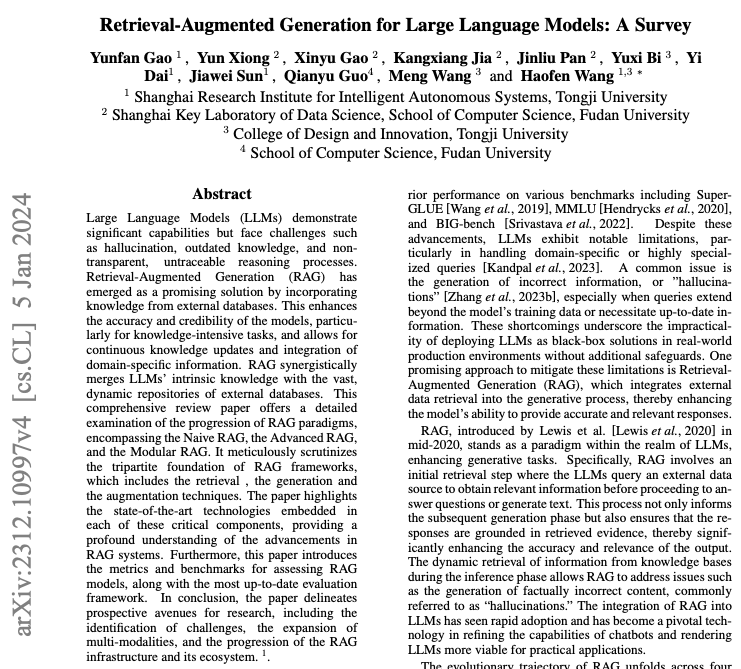 Retrieval-Augmented Generation for Large Language Models: A Survey
Yunfan Gao 1 , Yun Xiong 2 , Xinyu Gao 2 , Kangxiang Jia 2 , Jinliu Pan 2 , Yuxi Bi 3 , Yi
Dai1 , Jiawei Sun1 , Qianyu Guo4 , Meng Wang 3 and Haofen Wang 1,3 *
1 Shanghai Research Institute for Intelligent Autonomous Systems, Tongji University
2 Shanghai Key Laboratory of Data Science, School of Computer Science, Fudan University
3 College of Design and Innovation, Tongji University
4 School of Computer Science, Fudan University
arXiv:2312.10997v4 [cs.CL] 5 Jan 2024
Abstract
Large Language Models (LLMs) demonstrate
significant capabilities but face challenges such
as hallucination, outdated knowledge, and non-
transparent, untraceable reasoning processes.
Retrieval-Augmented Generation (RAG) has
emerged as a promising solution by incorporating
knowledge from external databases. This enhances
the accuracy and credibility of the models, particu-
larly for knowledge-intensive tasks, and allows for
continuous knowledge updates and integration of
domain-specific information. RAG synergistically
merges LLMs' intrinsic knowledge with the vast,
dynamic repositories of external databases. This
comprehensive review paper offers a detailed
examination of the progression of RAG paradigms,
encompassing the Naive RAG, the Advanced RAG,
and the Modular RAG. It meticulously scrutinizes
the tripartite foundation of RAG frameworks,
which includes the retrieval , the generation and
the augmentation techniques. The paper highlights
the state-of-the-art technologies embedded in
each of these critical components, providing a
profound understanding of the advancements in
RAG systems. Furthermore, this paper introduces
the metrics and benchmarks for assessing RAG
models, along with the most up-to-date evaluation
framework. In conclusion, the paper delineates
prospective avenues for research, including the
identification of challenges, the expansion of
multi-modalities, and the progression of the RAG
infrastructure and its ecosystem. 1.
rior performance on various benchmarks including Super-
GLUE [Wang et al., 2019], MMLU [Hendrycks et al., 2020],
and BIG-bench [Srivastava et al., 2022]. Despite these
advancements, LLMs exhibit notable limitations, par-
ticularly in handling domain-specific or highly special-
ized queries [Kandpal et al., 2023]. A common issue is
the generation of incorrect information, or ”hallucina-
tions” [Zhang et al., 2023b], especially when queries extend
beyond the model's training data or necessitate up-to-date in-
formation. These shortcomings underscore the impractical-
ity of deploying LLMs as black-box solutions in real-world
production environments without additional safeguards. One
promising approach to mitigate these limitations is Retrieval-
Augmented Generation (RAG), which integrates external
data retrieval into the generative process, thereby enhancing
the model's ability to provide accurate and relevant responses.
RAG, introduced by Lewis et al. [Lewis et al., 2020] in
mid-2020, stands as a paradigm within the realm of LLMs,
enhancing generative tasks. Specifically, RAG involves an
initial retrieval step where the LLMs query an external data
source to obtain relevant information before proceeding to an-
swer questions or generate text. This process not only informs
the subsequent generation phase but also ensures that the re-
sponses are grounded in retrieved evidence, thereby signif-
icantly enhancing the accuracy and relevance of the output.
The dynamic retrieval of information from knowledge bases
during the inference phase allows RAG to address issues such
as the generation of factually incorrect content, commonly
referred to as “hallucinations.” The integration of RAG into
LLMs has seen rapid adoption and has become a pivotal tech-
nology in refining the capabilities of chatbots and rendering
LLMs more viable for practical applications.
The evolutionary trajectory of RAG unfolds across four